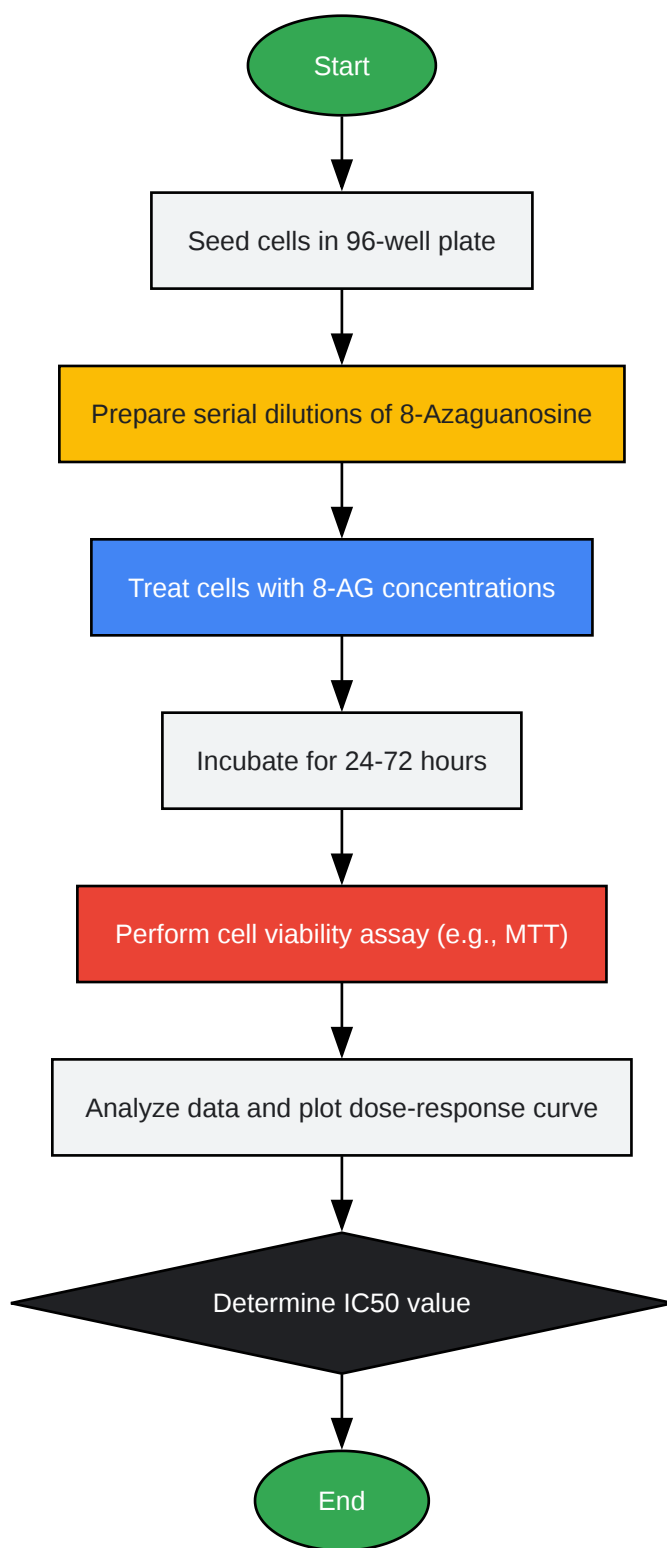 Start
Seed cells in 96-well plate
Prepare serial dilutions of 8-Azaguanosine
Treat cells with 8-AG concentrations
Incubate for 24-72 hours
Perform cell viability assay (e.g., MTT)
Analyze data and plot dose-response curve
Determine IC50 value
End